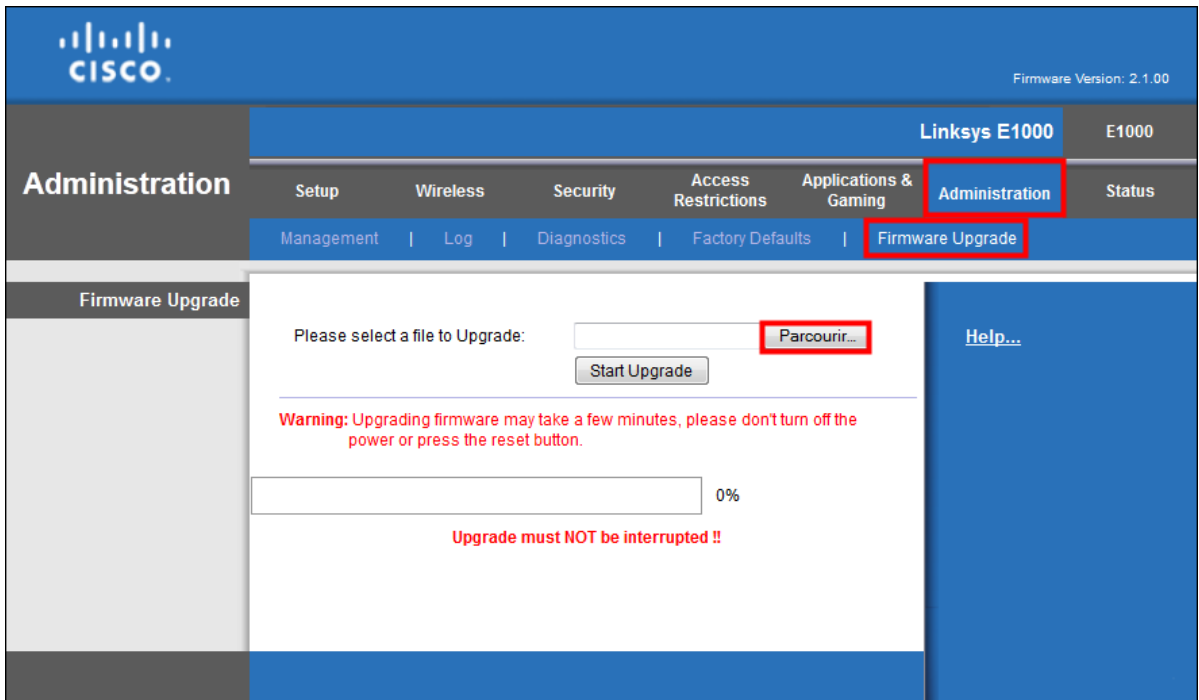 CISCO.
Firmware Version: 2.1.00
Linksys E1000 E1000
Administration
Setup Wireless Security Access Restrictions Applications & Gaming Administration Status
Management | Log | Diagnostics | Factory Defaults | Firmware Upgrade
Firmware Upgrade
Please select a file to Upgrade: Parcourir...
Start Upgrade
Help...
Warning: Upgrading firmware may take a few minutes, please don't turn off the
power or press the reset button.
0%
Upgrade must NOT be interrupted !!